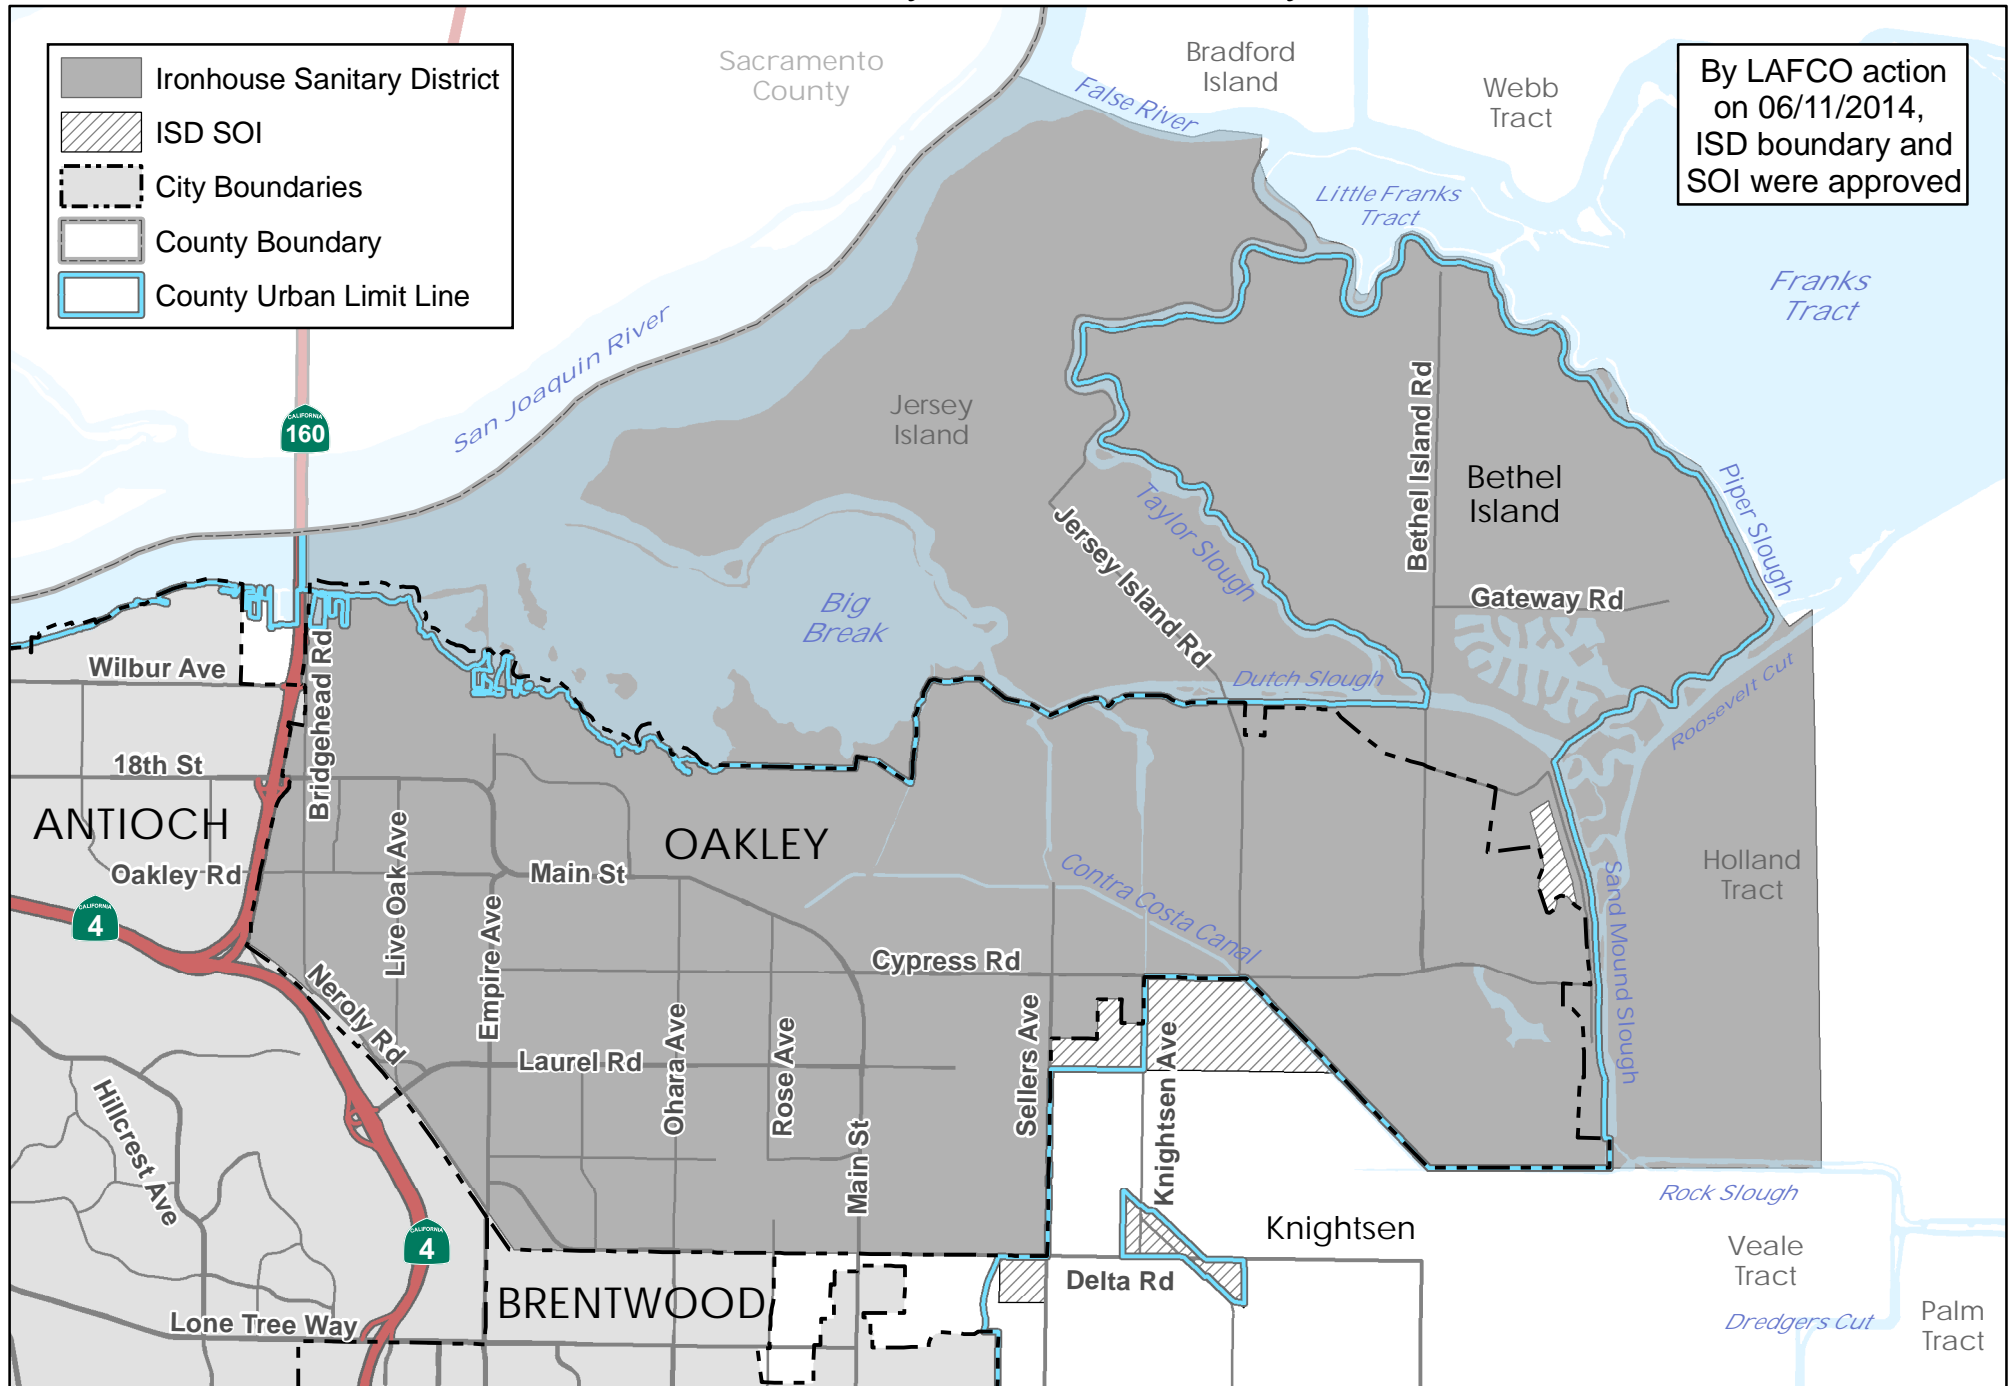 Ironhouse Sanitary District
ISD SOI
City Boundaries
County Boundary
County Urban Limit Line
By LAFCO action
on 06/11/2014,
ISD boundary and
SOI were approved
Sacramento
County
Bradford
Island
Webb
Tract
False River
Little Franks
Tract
Franks
Tract
San Joaquin River
CALIFORNIA
160
Jersey
Island
Bethel Island Rd
Bethel
Island
Piper Slough
Taylor Slough
Jersey Island Rd
Big
Break
Gateway Rd
Dutch Slough
Roosevelt Cut
Wilbur Ave
Bridgehead Rd
18th St
ANTIOCH
OAKLEY
Oakley Rd
Live Oak Ave
Main St
Empire Ave
Contra Costa Canal
Holland
Tract
Sand Mound Slough
CALIFORNIA
4
Neroly Rd
Cypress Rd
Sellers Ave
Knightsen Ave
Laurel Rd
Ohara Ave
Rose Ave
Main St
Hillcrest Ave
CALIFORNIA
4
Rock Slough
Knightsen
Veale
Tract
Delta Rd
BRENTWOOD
Lone Tree Way
Dredgers Cut
Palm
Tract